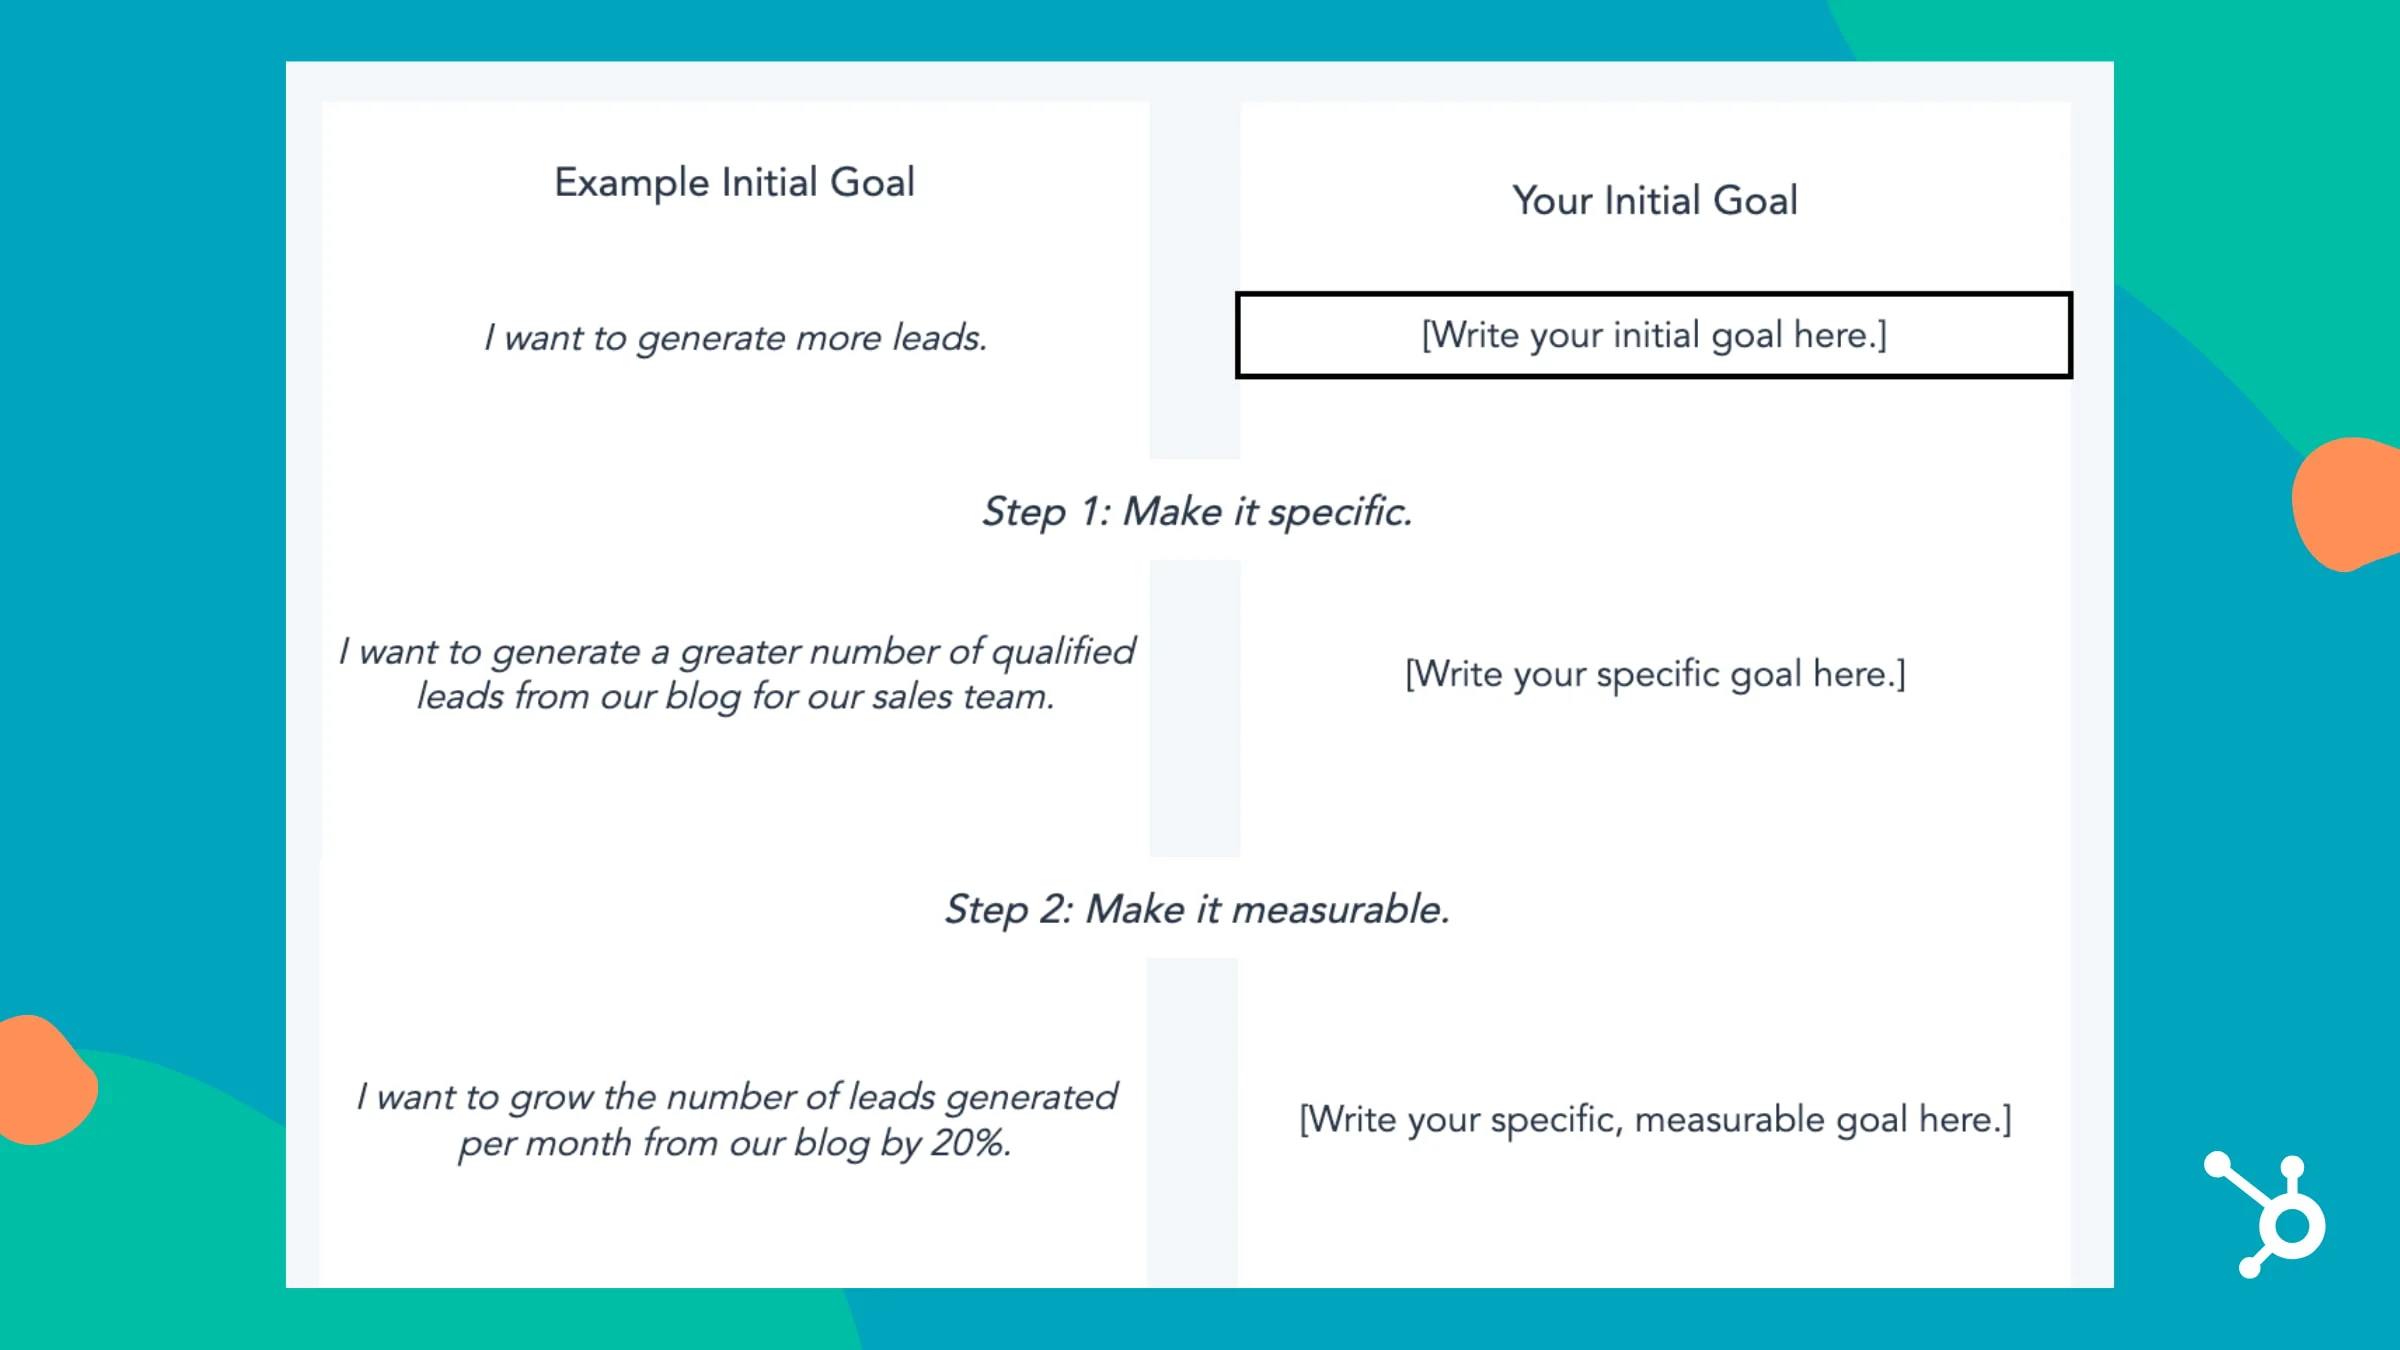 Example Initial Goal
Your Initial Goal
I want to generate more leads.
[Write your initial goal here.]
Step 1: Make it specific.
I want to generate a greater number of qualified
leads from our blog for our sales team.
[Write your specific goal here.]
Step 2: Make it measurable.
I want to grow the number of leads generated
per month from our blog by 20%.
[Write your specific, measurable goal here.]